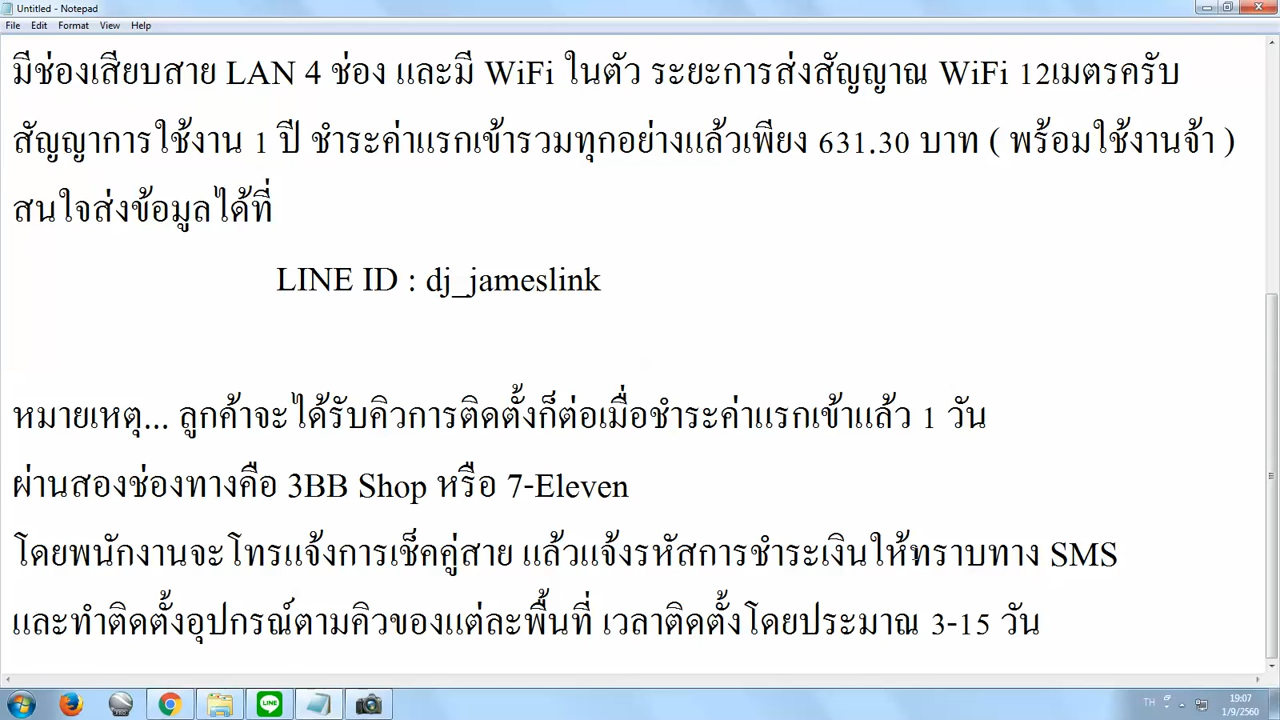 Untitled - Notepad
File Edit Format View Help
มีช่องเสียบสาย LAN 4 ช่อง และมี WiFi ในตัว ระยะการส่งสัญญาณ WiFi 12เมตรครับ
สัญญาการใช้งาน 1 ปี ชำระค่าแรกเข้ารวมทุกอย่างแล้วเพียง 631.30 บาท ( พร้อมใช้งานจ้า )
สนใจส่งข้อมูลได้ที่
LINE ID : dj_jameslink
หมายเหตุ... ลูกค้าจะได้รับคิวการติดตั้งก็ต่อเมื่อชำระค่าแรกเข้าแล้ว 1 วัน
ผ่านสองช่องทางคือ 3BB Shop หรือ 7-Eleven
โดยพนักงานจะโทรแจ้งการเช็คคู่สาย แล้วแจ้งรหัสการชำระเงินให้ทราบทาง SMS
และทำติดตั้งอุปกรณ์ตามคิวของแต่ละพื้นที่ เวลาติดตั้งโดยประมาณ 3-15 วัน
LINE
TH
19:07
1/9/2560